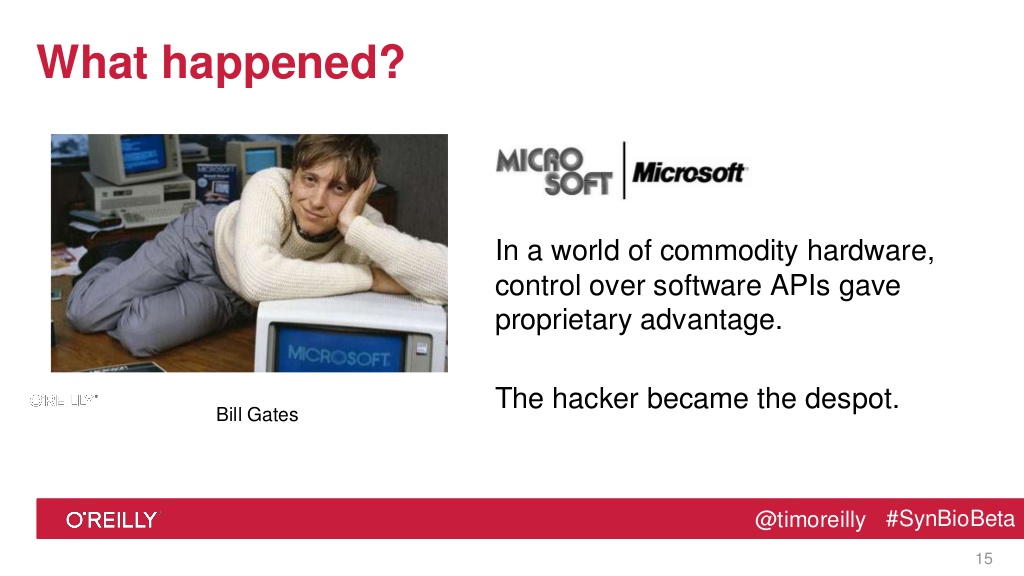 What happened?
MICROSOFT
MICROSOFT
MICRO
SOFT
Microsoft
In a world of commodity hardware,
control over software APIs gave
proprietary advantage.
The hacker became the despot.
O'REILLY
Bill Gates
O'REILLY
@timoreilly #SynBioBeta
15